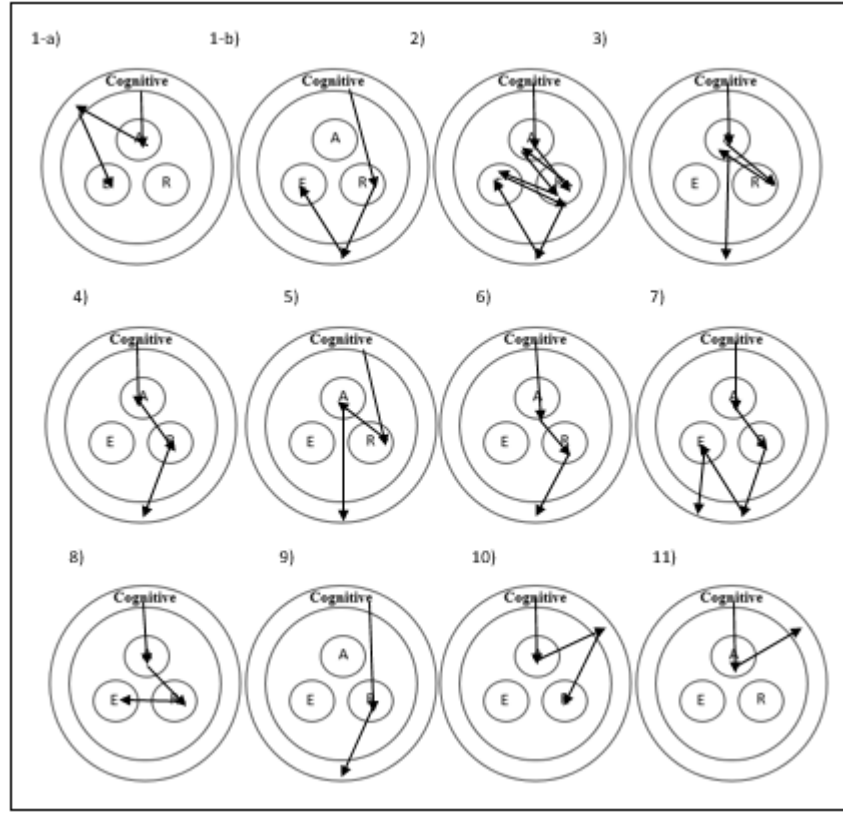 1-a) 1-b) 2) 3)
Cognitive Cognitive Cognitive Cognitive
A A
E R E R E R
4) 5) 6) 7)
Cognitive Cognitive Cognitive Cognitive
A A A A
E R E R E R E
8) 9) 10) 11)
Cognitive Cognitive Cognitive Cognitive
A A
E R E E E R